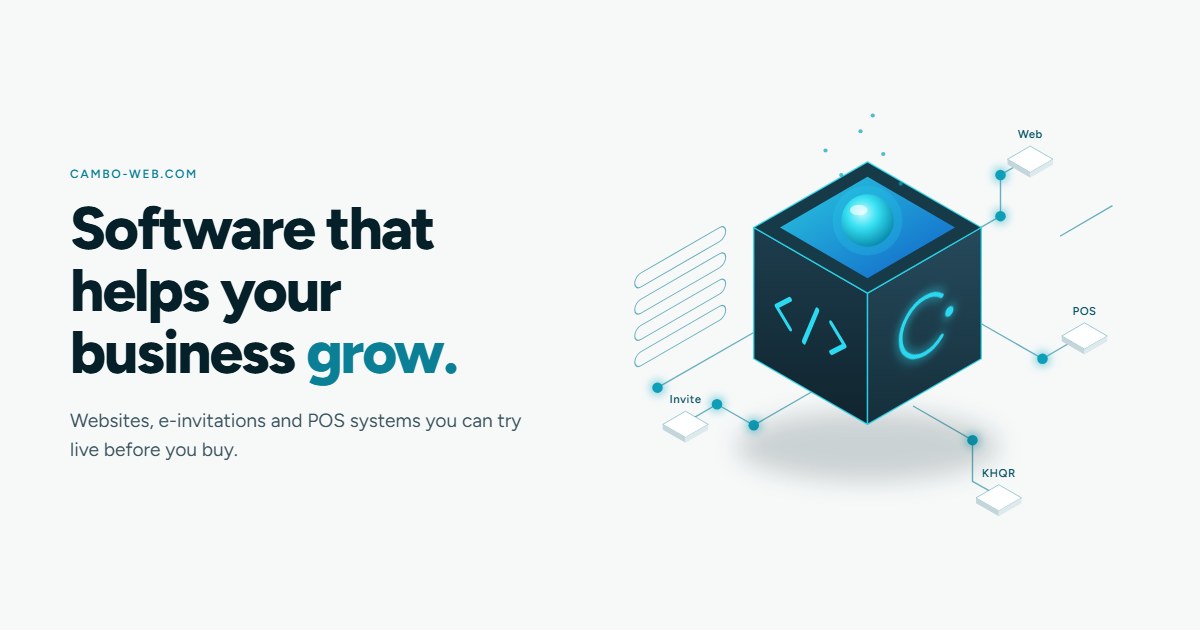 CAMBO-WEB.COM
Software that
helps your
business grow.
Websites, e-invitations and POS systems you can try
live before you buy.
Web
POS
</>
C
Invite
KHQR